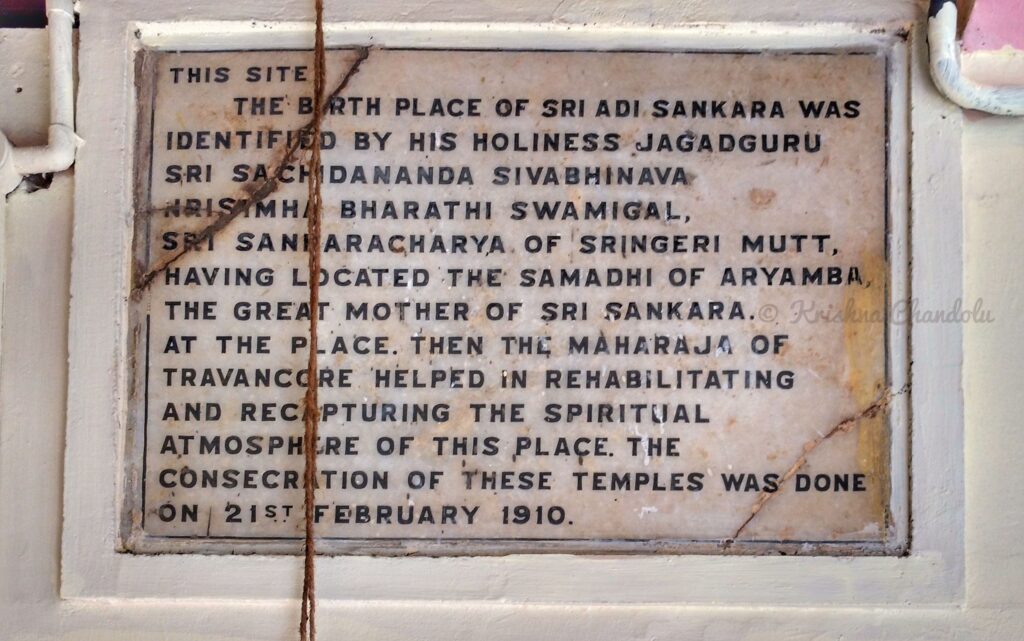 THIS SITE
THE BIRTH PLACE OF SRI ADI SANKARA WAS
IDENTIFIED BY HIS HOLINESS JAGADGURU
SRI SACHIDANANDA SIVABHINAVA
NRISIMHA BHARATHI SWAMIGAL,
SRI SANKARACHARYA OF SRINGERI MUTT,
HAVING LOCATED THE SAMADHI OF ARYAMBA,
THE GREAT MOTHER OF SRI SANKARA.
© Krishna Chandolu
AT THE PLACE. THEN THE MAHARAJA OF
TRAVANCORE HELPED IN REHABILITATING
AND RECAPTURING THE SPIRITUAL
ATMOSPHERE OF THIS PLACE. THE
CONSECRATION OF THESE TEMPLES WAS DONE
ON 21ST FEBRUARY 1910.